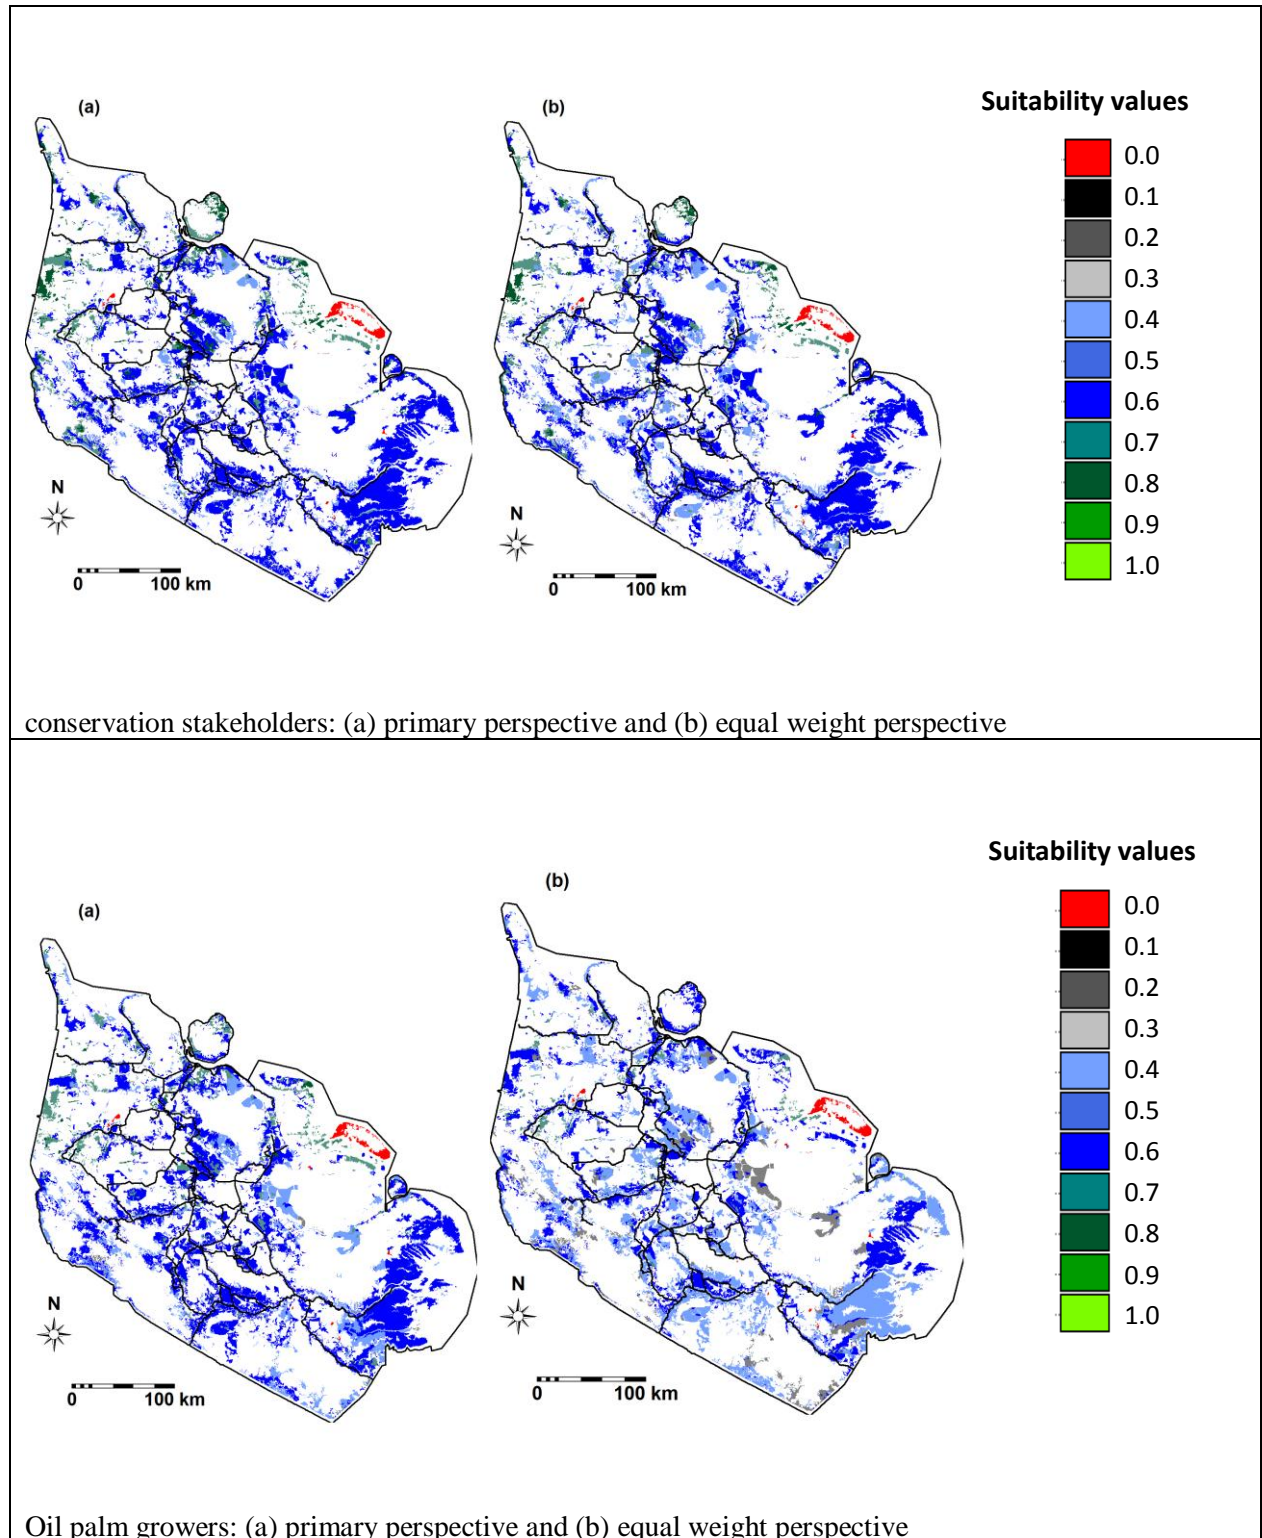 (a)
(b)
Suitability values
0.0
0.1
0.2
0.3
0.4
0.5
0.6
0.7
0.8
0.9
1.0
N
N
0 100 km
0 100 km
conservation stakeholders: (a) primary perspective and (b) equal weight perspective
Suitability values
(b)
(a)
0.0
0.1
0.2
0.3
0.4
0.5
0.6
0.7
0.8
0.9
1.0
N
N
0 100 km
0 100 km
Oil palm growers: (a) primary perspective and (b) equal weight perspective